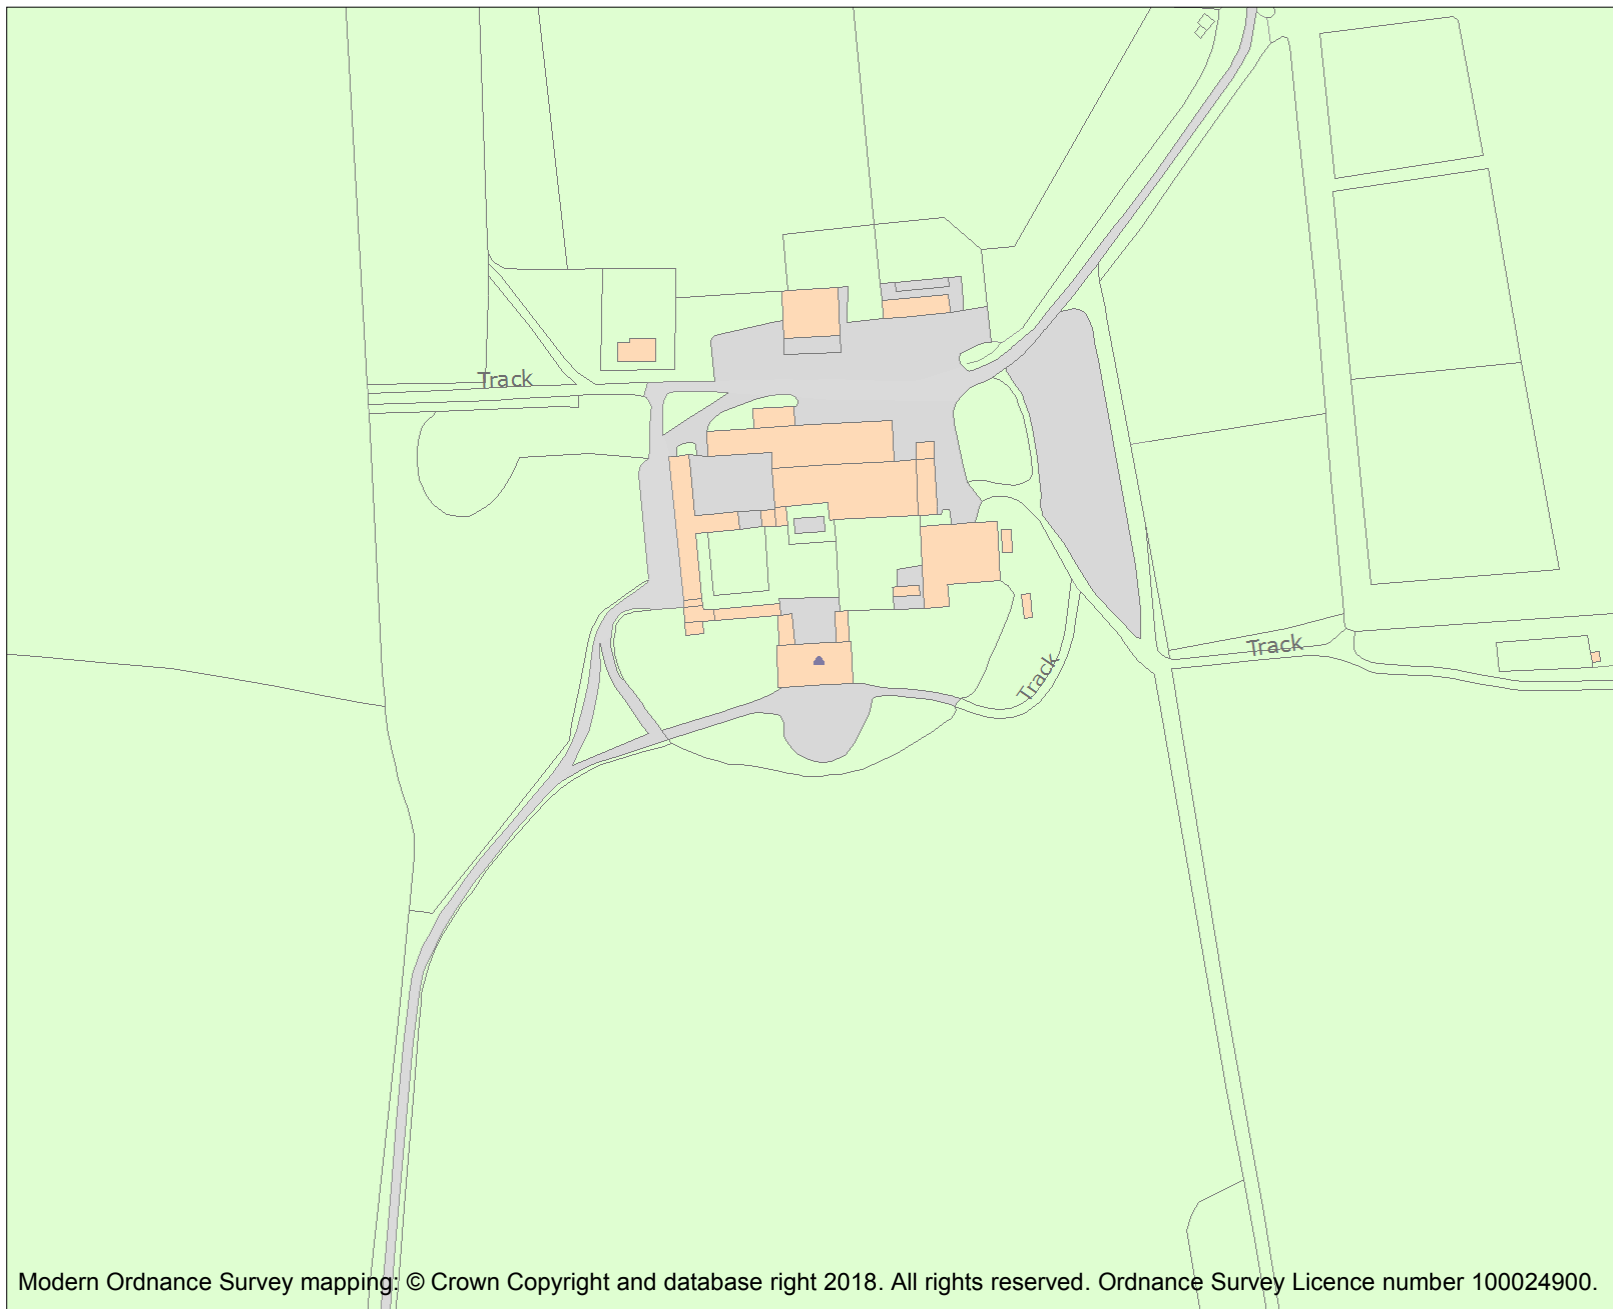 Track
Track
Track
Modern Ordnance Survey mapping: © Crown Copyright and database right 2018. All rights reserved. Ordnance Survey Licence number 100024900.